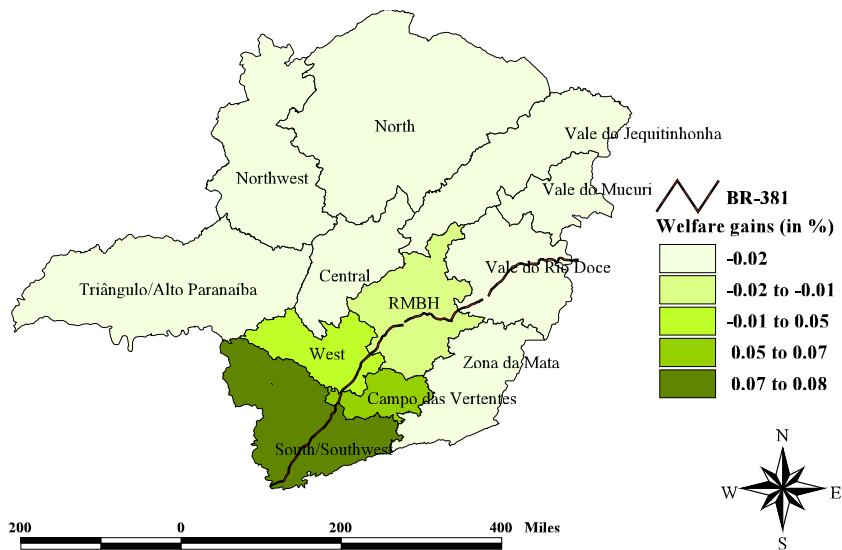 North
Vale do Jequitinhonha
Northwest
Vale do Mucuri
BR-381
Welfare gains (in %)
-0.02
Vale do Rio Doce
Central
Triângulo/Alto Paranaíba
-0.02 to -0.01
RMBH
-0.01 to 0.05
West
0.05 to 0.07
Zona da Mata
0.07 to 0.08
Campo das Vertentes
South/Southwest
N
W
E
S
200 0 200 400 Miles